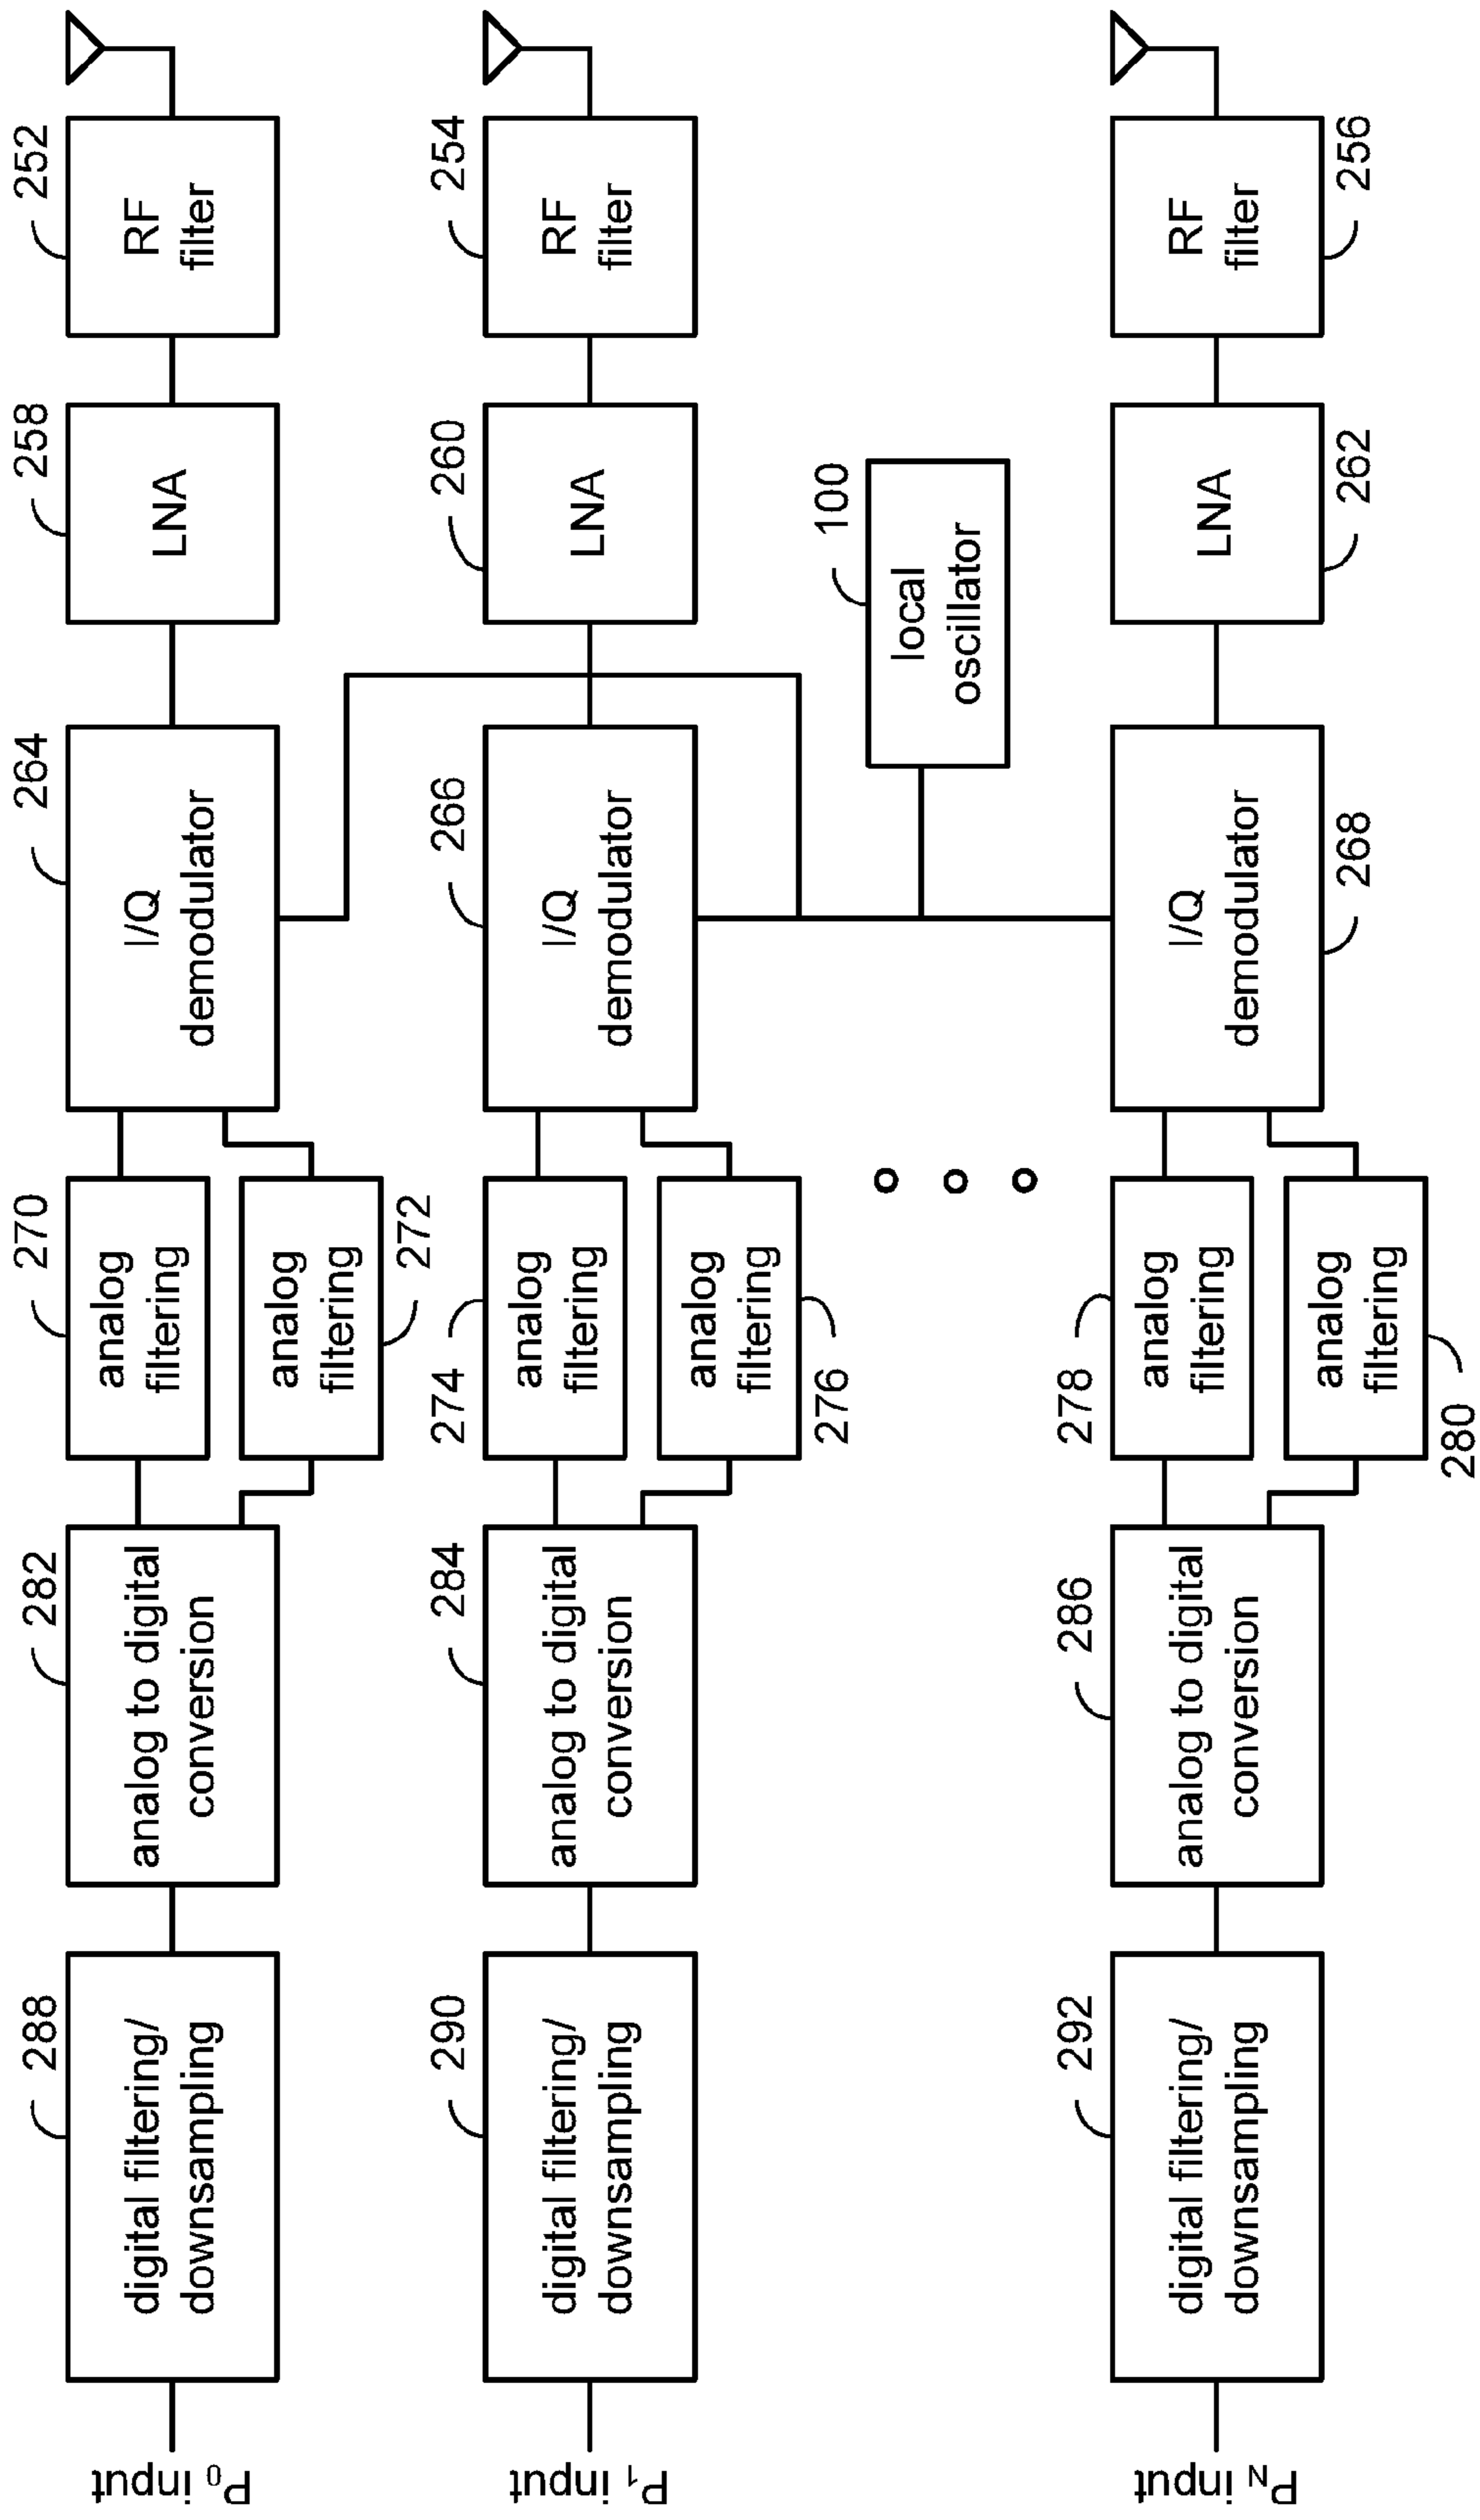 252
RF
filter
258
LNA
264
I/Q
demodulator
270
analog
filtering
analog
filtering
272
282
analog to digital
conversion
288
digital filtering/
downsampling
P0 input
254
RF
filter
260
LNA
266
I/Q
demodulator
274
analog
filtering
analog
filtering
276
284
analog to digital
conversion
290
digital filtering/
downsampling
P1 input
100
local
oscillator
256
RF
filter
262
LNA
268
I/Q
demodulator
278
analog
filtering
analog
filtering
280
286
analog to digital
conversion
292
digital filtering/
downsampling
PN input